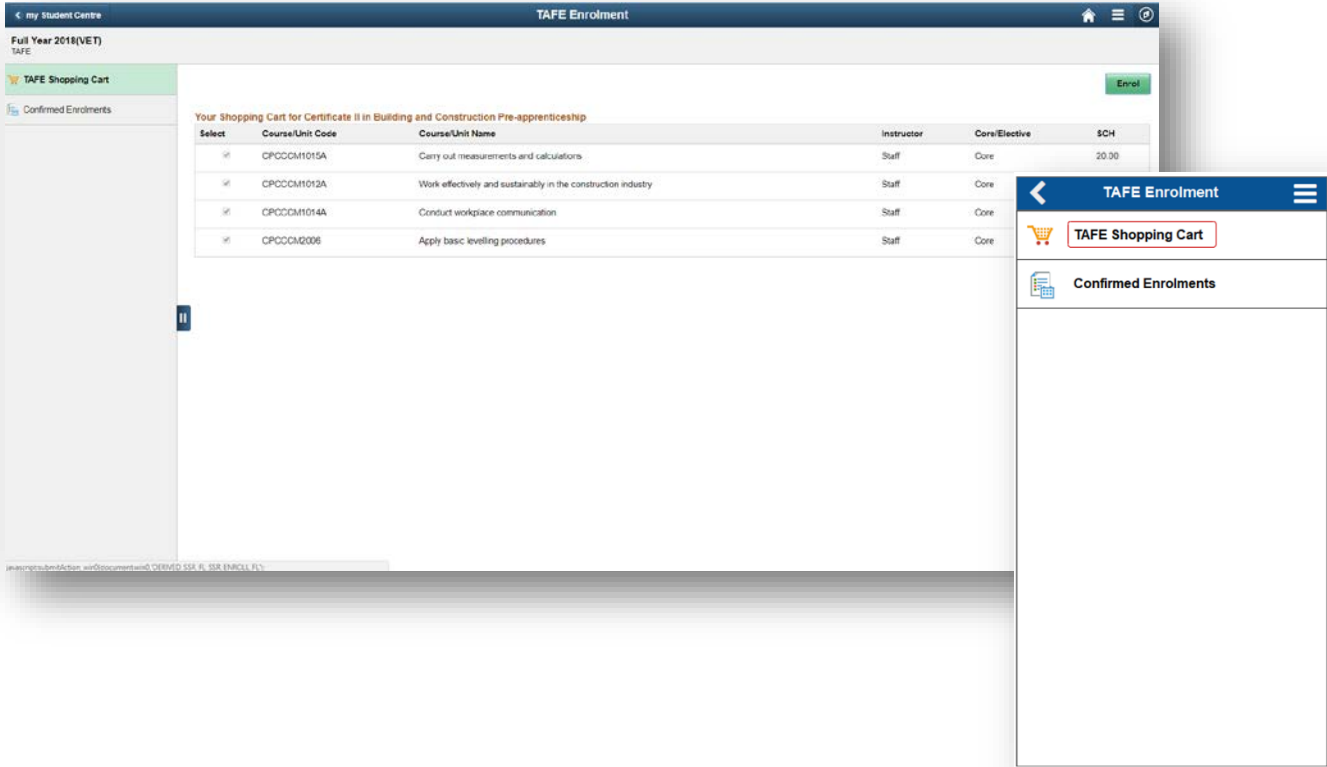 my Student Centre
TAFE Enrolment
Full Year 2018(VET)
TAFE
TAFE Shopping Cart
Confirmed Enrolments
Enrol
Your Shopping Cart for Certificate II in Building and Construction Pre-apprenticeship
Select Course/Unit Code Course/Unit Name Instructor Core/Elective SCH
CPCCCM1015A Carry out measurements and calculations Staff Core 20.00
CPCCCM1012A Work effectively and sustainably in the construction industry Staff Core
CPCCCM1014A Conduct workplace communication Staff Core
CPCCCM2006 Apply basic levelling procedures Staff Core
TAFE Enrolment
TAFE Shopping Cart
Confirmed Enrolments